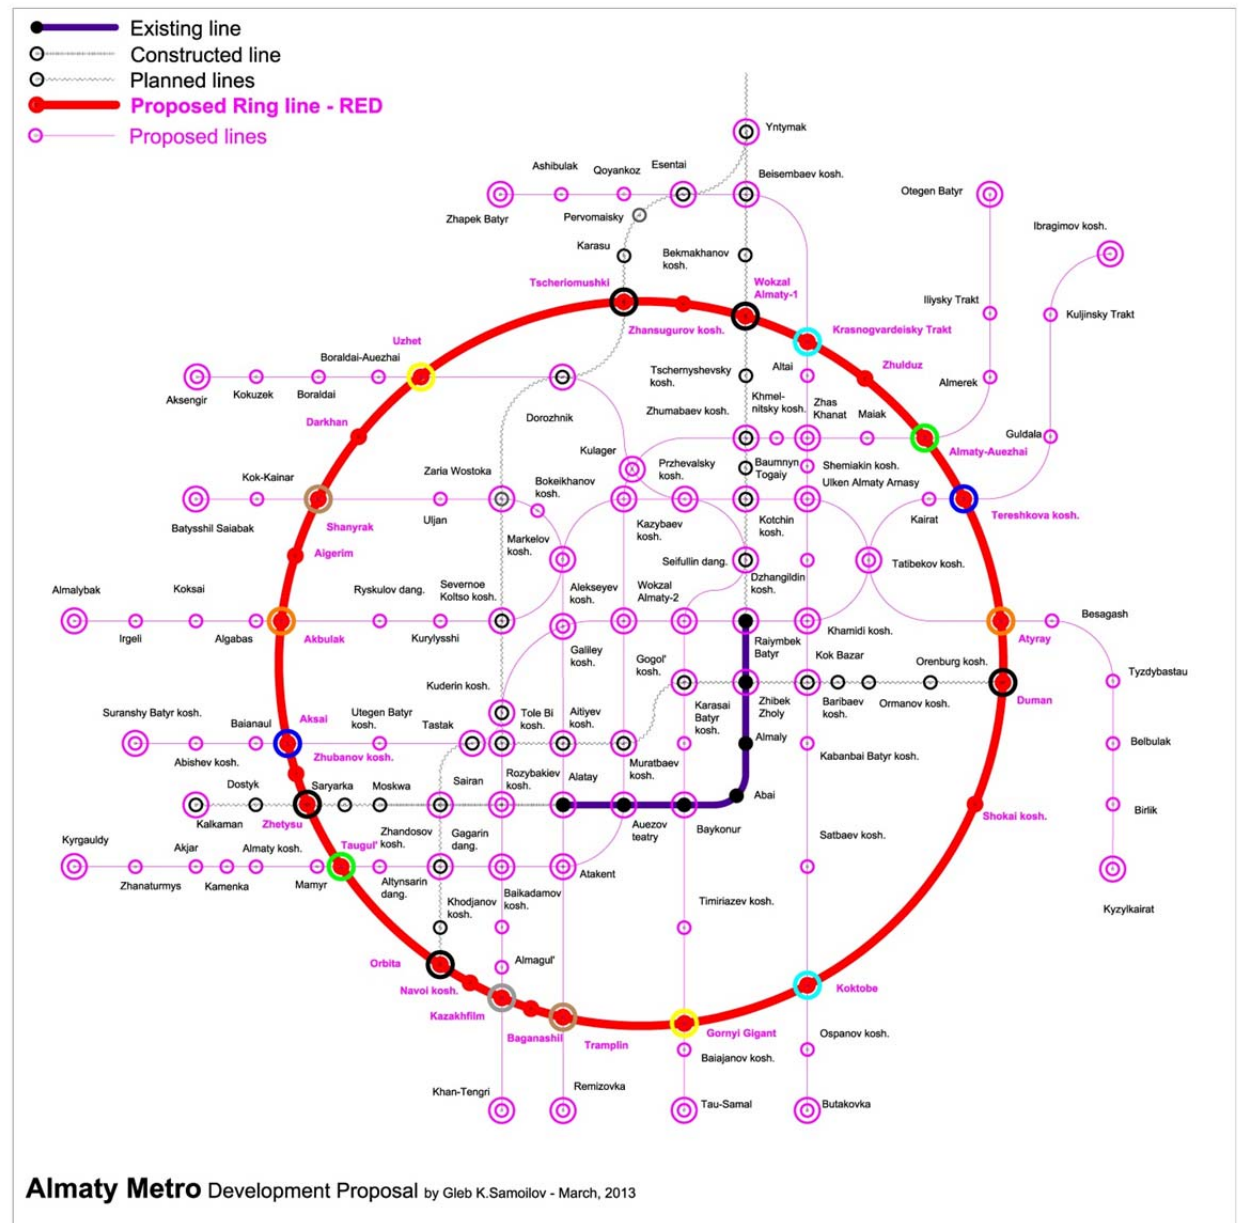 Existing line
Constructed line
Planned lines
Proposed Ring line - RED
Proposed lines
Yntymak
Ashibulak
Qoyankoz
Esentai
Beisembaev kosh.
Otegen Batyr
Zhapek Batyr
Pervomaisky
Ibragimov kosh.
Karasu
Bekmakhanov
kosh.
Tscheriomushki
Wokzal
Almaty-1
Iliysky Trakt
Kuljinsky Trakt
Zhansugurov kosh.
Krasnogvardeisky Trakt
Uzhet
Boraldai-Auezhai
Tschernyshevsky
kosh.
Altai
Zhulduz
Almerek
Aksengir
Kokuzek
Boraldai
Khmel-
nitsky kosh.
Zhas
Khanat
Maiak
Darkhan
Dorozhnik
Zhumabaev kosh.
Guldala
Almaty-Auezhai
Kulager
Przhevalsky
kosh.
Baumnyn
Togaiy
Shemiakin kosh.
Kok-Kainar
Zaria Wostoka
Bokeikhanov
kosh.
Ulken Almaty Arnasy
Batysshil Saiabak
Shanyrak
Uljan
Kazybaev
kosh.
Kotchin
kosh.
Kairat
Tereshkova kosh.
Aigerim
Markelov
kosh.
Seifullin dang.
Tatibekov kosh.
Almalybak
Koksai
Ryskulov dang.
Severnoe
Koltso kosh.
Alekseyev
kosh.
Wokzal
Almaty-2
Dzhangildin
kosh.
Besagash
Irgeli
Algabas
Akbulak
Kurylysshi
Galiley
kosh.
Raiymbek
Batyr
Khamidi kosh.
Atyray
Gogol'
kosh.
Kok Bazar
Orenburg kosh.
Tyzdybastau
Kuderin kosh.
Karasai
Batyr
kosh.
Zhibek
Zholy
Baribaev
kosh.
Ormanov kosh.
Duman
Suranshy Batyr kosh.
Aksai
Baianaul
Utegen Batyr
kosh.
Tastak
Tole Bi
kosh.
Aitiyev
kosh.
Almaly
Belbulak
Abishev kosh.
Zhubanov kosh.
Muratbaev
kosh.
Kabanbai Batyr kosh.
Dostyk
Saryarka
Moskwa
Sairan
Rozybakiev
kosh.
Alatay
Abai
Birlik
Kalkaman
Zhetysu
Auezov
teatry
Baykonur
Shokai kosh.
Kyrgauldy
Akjar
Almaty kosh.
Taugul'
Zhandosov
kosh.
Gagarin
dang.
Satbaev kosh.
Zhanaturmys
Kamenka
Mamyr
Altynsarin
dang.
Baikadamov
kosh.
Atakent
Khodjanov
kosh.
Timiriazev kosh.
Kyzylkairat
Orbita
Almagul'
Navoi kosh.
Koktobe
Kazakhfilm
Baganashil
Tramplin
Gornyi Gigant
Ospanov kosh.
Baiajanov kosh.
Khan-Tengri
Remizovka
Tau-Samal
Butakovka
Almaty Metro Development Proposal by Gleb K.Samoilov - March, 2013